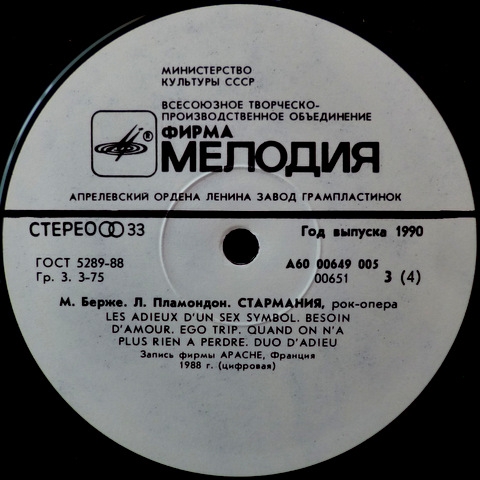 МИНИСТЕРСТВО
КУЛЬТУРЫ СССР
ВСЕСОЮЗНОЕ ТВОРЧЕСКО-
ПРОИЗВОДСТВЕННОЕ ОБЪЕДИНЕНИЕ
ФИРМА
® МЕЛОДИЯ
АПРЕЛЕВСКИЙ ОРДЕНА ЛЕНИНА ЗАВОД ГРАМПЛАСТИНОК
СТЕРЕО 33 Год выпуска 1990
ГОСТ 5289-88 А60 00649 005
Гр. 3. 3-75 00651 3 (4)
М. Берже. Л. Пламондон. СТАРМАНИЯ, рок-опера
LES ADIEUX D'UN SEX SYMBOL. BESOIN
D'AMOUR. EGO TRIP. QUAND ON N'A
PLUS RIEN A PERDRE. DUO D'ADIEU
Запись фирмы APACHE, Франция
1988 г. (цифровая)